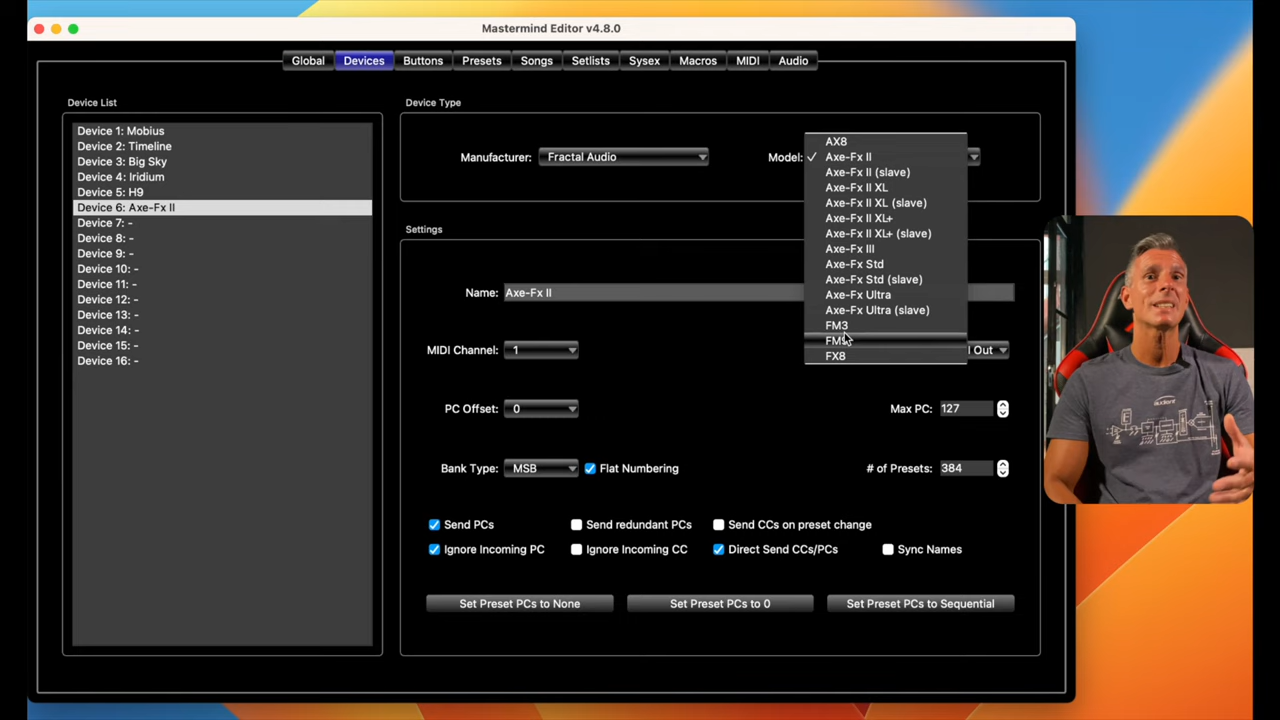 Mastermind Editor v4.8.0
Global Devices Buttons Presets Songs Setlists Sysex Macros MIDI Audio
Device List
Device 1: Mobius
Device 2: Timeline
Device 3: Big Sky
Device 4: Iridium
Device 5: H9
Device 6: Axe-Fx II
Device 7: -
Device 8: -
Device 9: -
Device 10: -
Device 11: -
Device 12: -
Device 13: -
Device 14: -
Device 15: -
Device 16: -
Device Type
Manufacturer: Fractal Audio
Model:
AX8
✓ Axe-Fx II
Axe-Fx II (slave)
Axe-Fx II XL
Axe-Fx II XL (slave)
Axe-Fx II XL+
Axe-Fx II XL+ (slave)
Axe-Fx III
Axe-Fx Std
Axe-Fx Std (slave)
Axe-Fx Ultra
Axe-Fx Ultra (slave)
FM3
FM9
FX8
Settings
Name: Axe-Fx II
MIDI Channel: 1
Out
PC Offset: 0
Max PC: 127
Bank Type: MSB Flat Numbering
# of Presets: 384
Send PCs Send redundant PCs Send CCs on preset change
Ignore Incoming PC Ignore Incoming CC Direct Send CCs/PCs Sync Names
Set Preset PCs to None Set Preset PCs to 0 Set Preset PCs to Sequential
audient